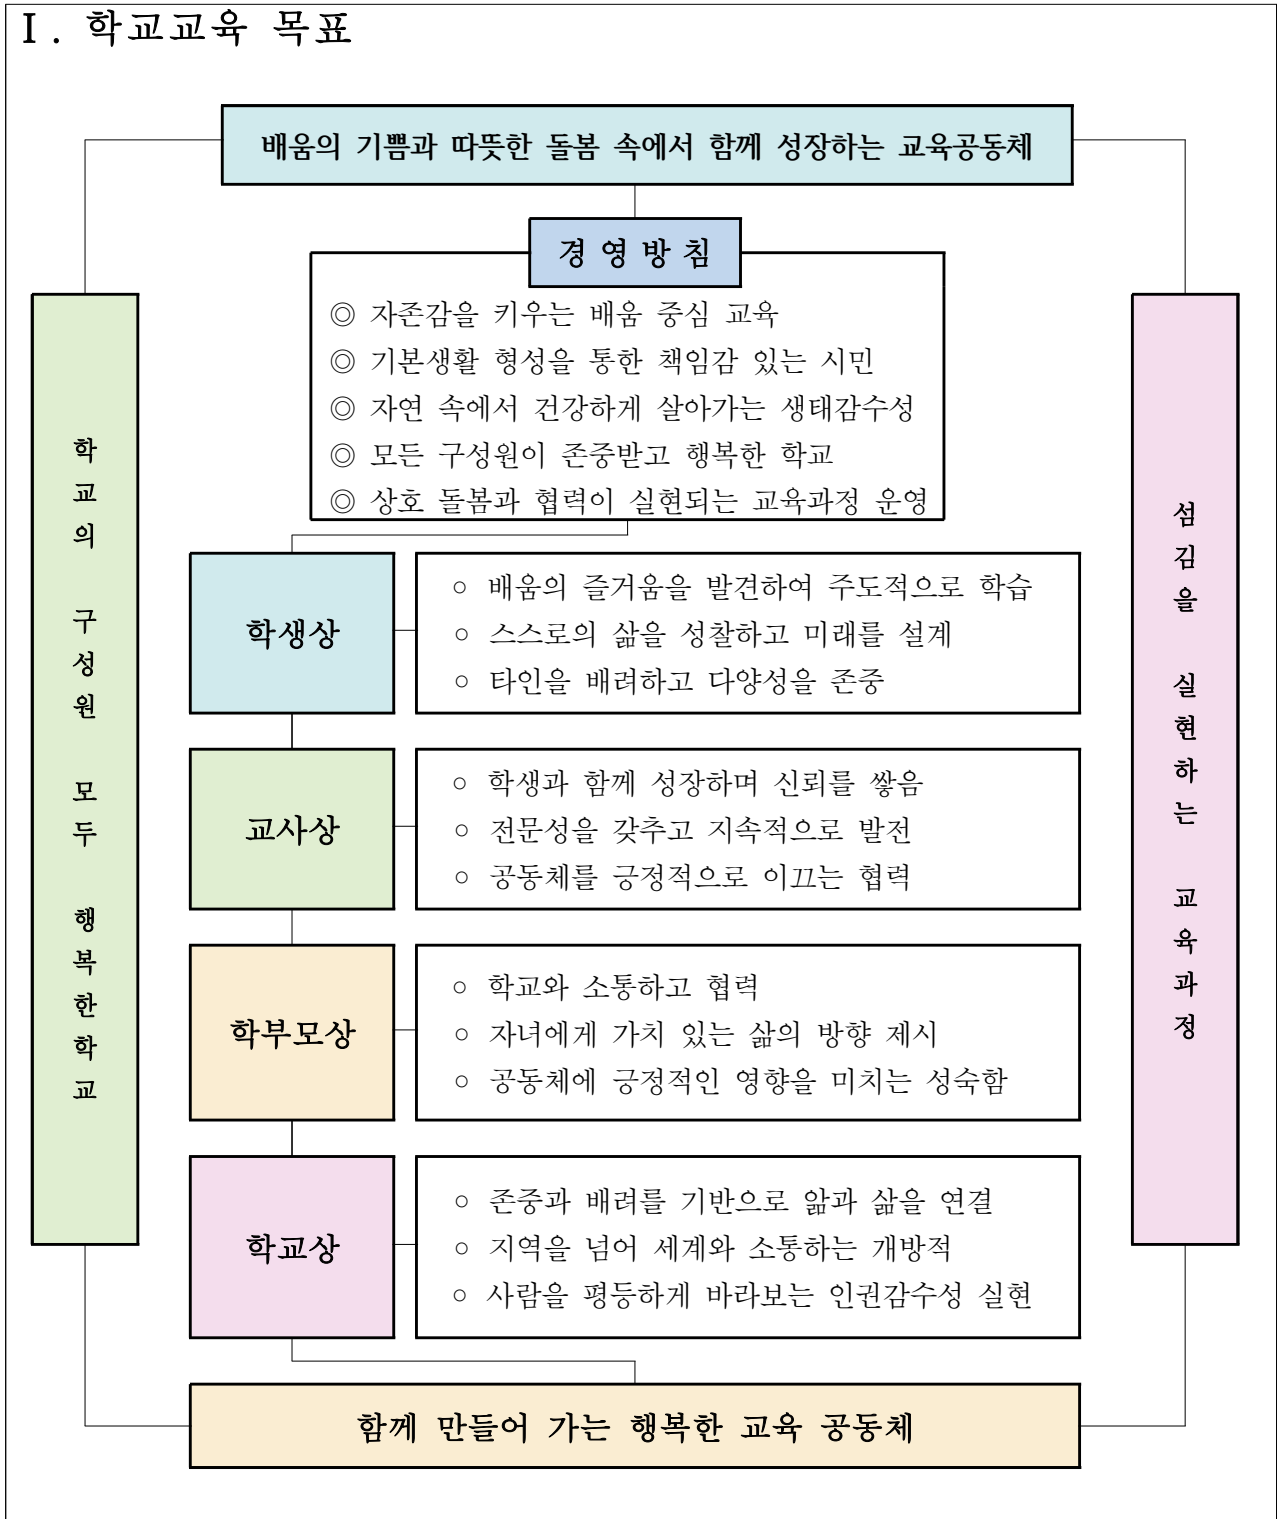 Ⅰ. 학교교육 목표
배움의 기쁨과 따뜻한 돌봄 속에서 함께 성장하는 교육공동체
경영방침
◎ 자존감을 키우는 배움 중심 교육
◎ 기본생활 형성을 통한 책임감 있는 시민
◎ 자연 속에서 건강하게 살아가는 생태감수성
◎ 모든 구성원이 존중받고 행복한 학교
◎ 상호 돌봄과 협력이 실현되는 교육과정 운영
학교의 구성원 모두 행복한학교
학생상
○ 배움의 즐거움을 발견하여 주도적으로 학습
○ 스스로의 삶을 성찰하고 미래를 설계
○ 타인을 배려하고 다양성을 존중
교사상
○ 학생과 함께 성장하며 신뢰를 쌓음
○ 전문성을 갖추고 지속적으로 발전
○ 공동체를 긍정적으로 이끄는 협력
학부모상
○ 학교와 소통하고 협력
○ 자녀에게 가치 있는 삶의 방향 제시
○ 공동체에 긍정적인 영향을 미치는 성숙함
학교상
○ 존중과 배려를 기반으로 앎과 삶을 연결
○ 지역을 넘어 세계와 소통하는 개방적
○ 사람을 평등하게 바라보는 인권감수성 실현
섬김을 실현하는 교육과정
함께 만들어 가는 행복한 교육 공동체